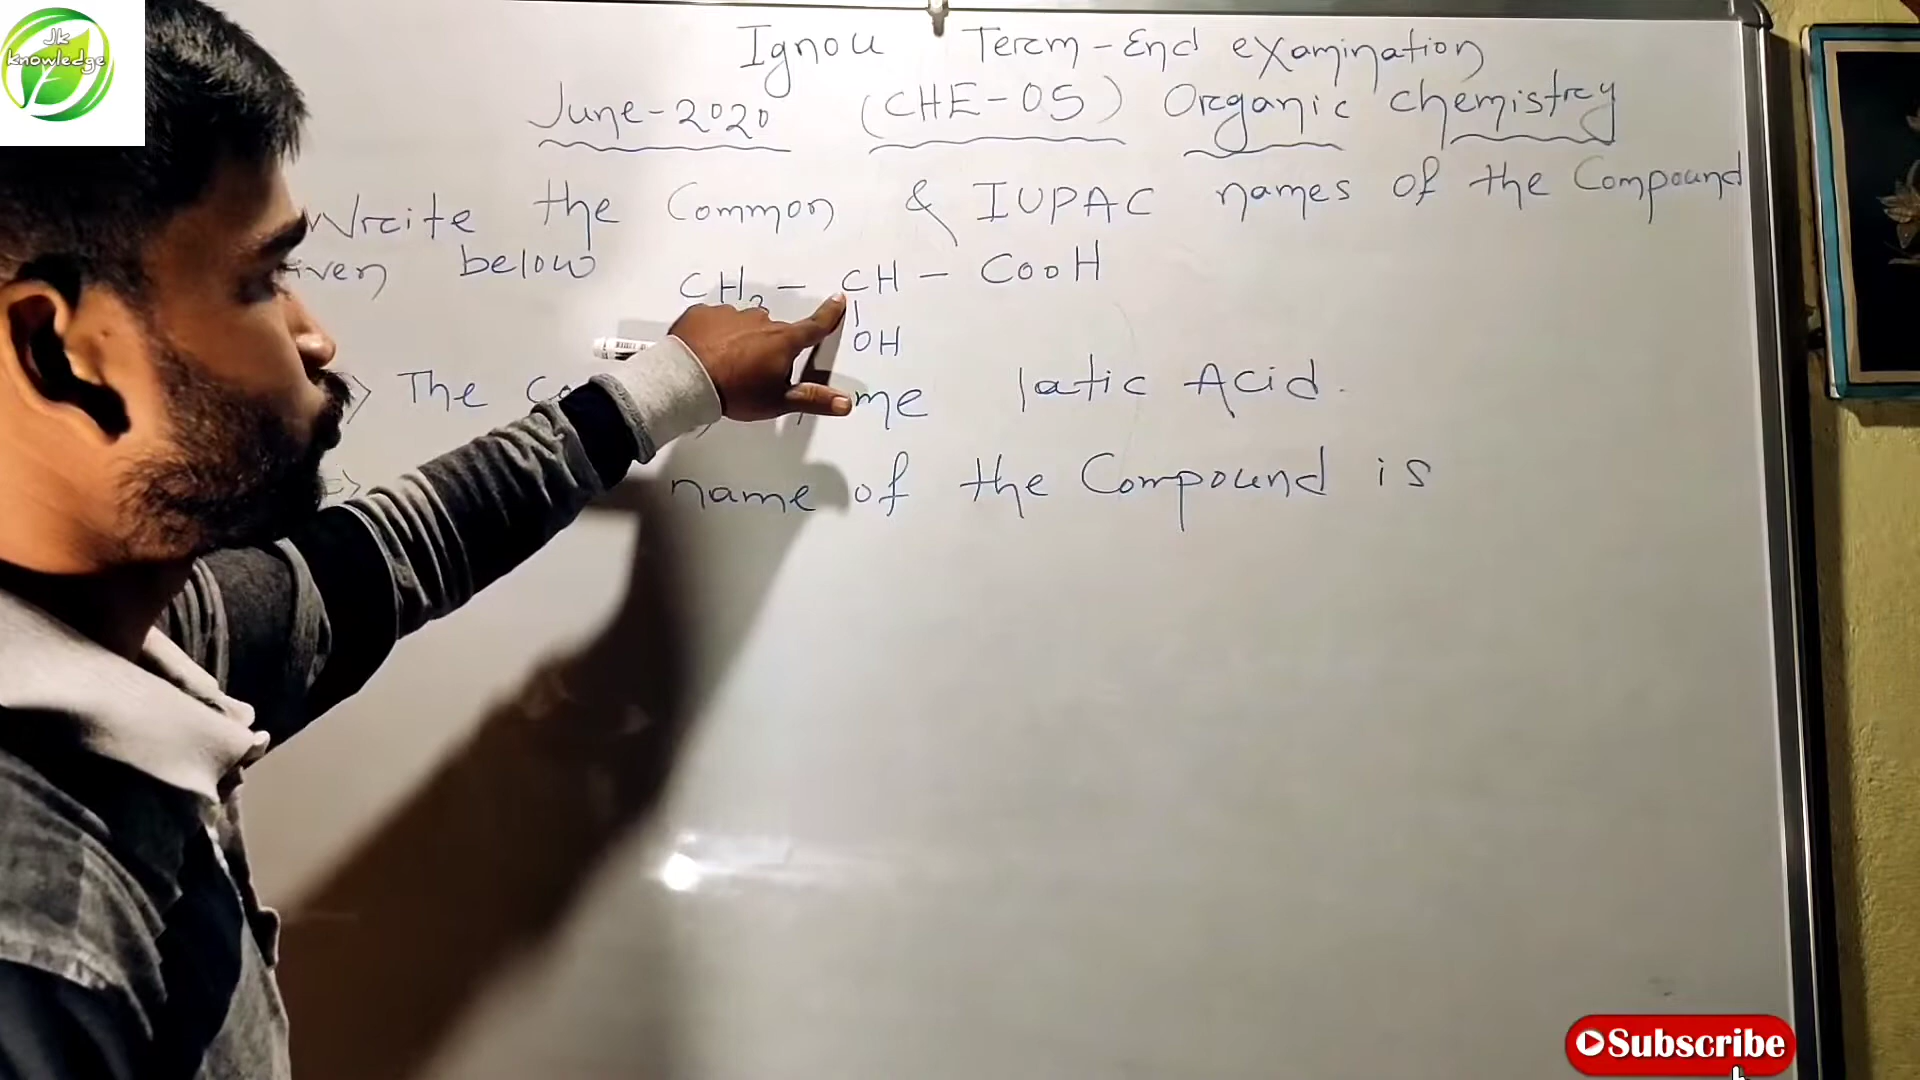 Jk
knowledge
Ignou Term-End examination
June-2020 (CHE-05) Organic chemistry
Write the Common & IUPAC names of the Compound
iven below CH3 - CH - COOH
OH
The me latic Acid.
name of the Compound is
Subscribe